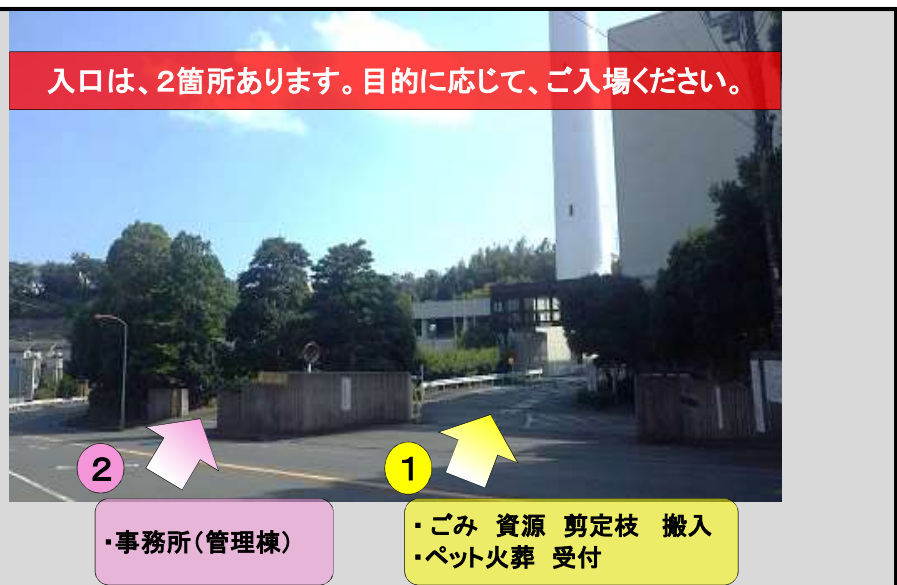 入口は、２箇所あります。目的に応じて、ご入場ください。
２
１
・事務所（管理棟）
・ごみ　資源　剪定枝　搬入
・ペット火葬　受付